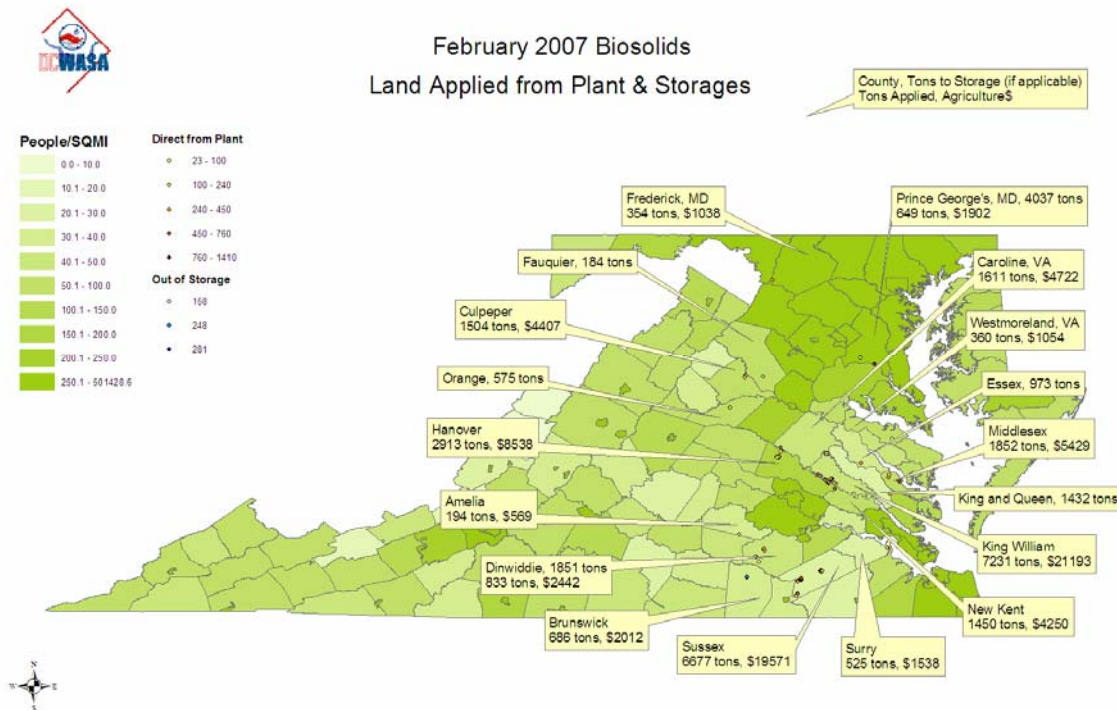 DCWASA
February 2007 Biosolids
Land Applied from Plant & Storages
County, Tons to Storage (if applicable)
Tons Applied, Agriculture$
People/SQMI
0.0 - 10.0
10.1 - 20.0
20.1 - 30.0
30.1 - 40.0
40.1 - 50.0
50.1 - 100.0
100.1 - 150.0
150.1 - 200.0
200.1 - 250.0
250.1 - 501428.6
Direct from Plant
23 - 100
100 - 240
240 - 450
450 - 760
760 - 1410
Out of Storage
158
248
281
Frederick, MD
354 tons, $1038
Prince George's, MD, 4037 tons
649 tons, $1902
Fauquier, 184 tons
Caroline, VA
1611 tons, $4722
Culpeper
1504 tons, $4407
Westmoreland, VA
360 tons, $1054
Orange, 575 tons
Essex, 973 tons
Hanover
2913 tons, $8538
Middlesex
1852 tons, $5429
King and Queen, 1432 tons
Amelia
194 tons, $569
King William
7231 tons, $21193
Dinwiddie, 1851 tons
833 tons, $2442
New Kent
1450 tons, $4250
Brunswick
686 tons, $2012
Sussex
6677 tons, $19571
Surry
525 tons, $1538
N
W
E
S